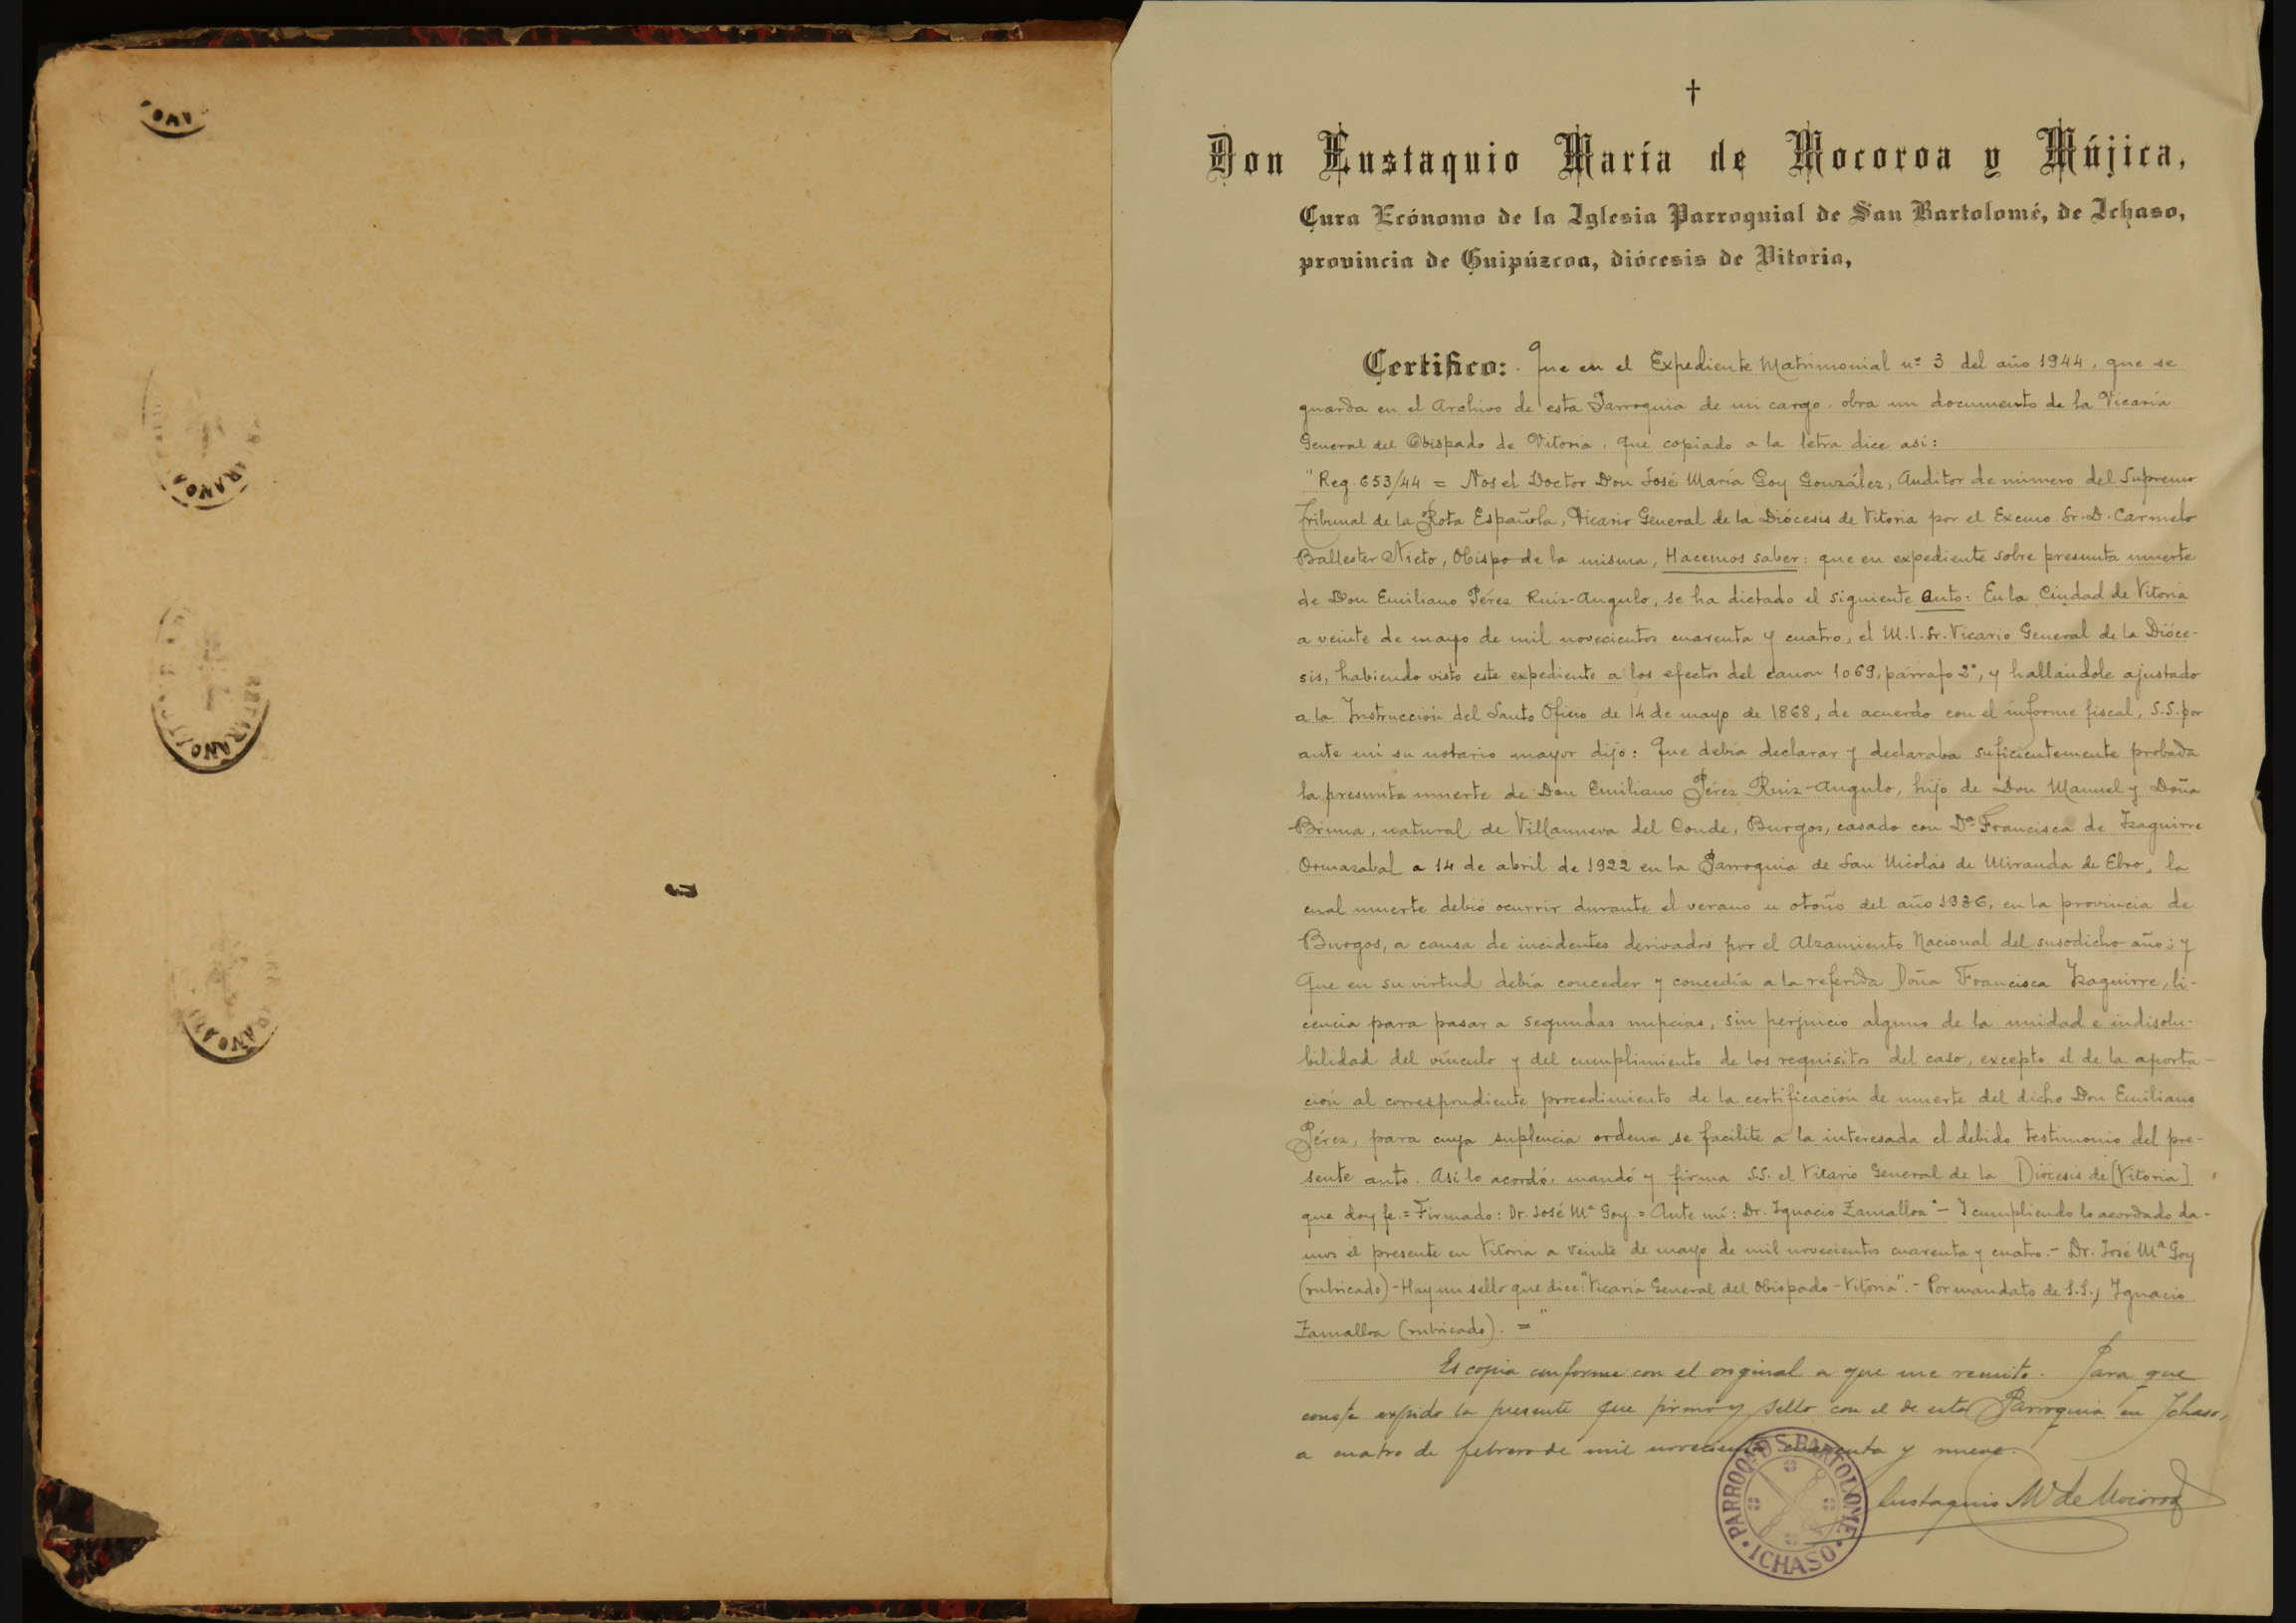 †
Don Eustaquio María de Mocoroa y Mújica,
Cura Ecónomo de la Iglesia Parroquial de San Bartolomé, de Ichaso,
provincia de Guipúzcoa, diócesis de Vitoria,
Certifico: Que en el Expediente Matrimonial nº 3 del año 1944, que se
guarda en el Archivo de esta Parroquia de mi cargo, obra un documento de la Vicaría
General del Obispado de Vitoria, que copiado a la letra dice así:
"Reg. 653/44 = Nos el Doctor Don José María Goy González, Auditor de número del Supremo
Tribunal de la Rota Española, Vicario General de la Diócesis de Vitoria por el Excmo. Sr. D. Carmelo
Ballester Nieto, Obispo de la misma, Hacemos saber: que en expediente sobre presunta muerte
de Don Emiliano Pérez Ruiz-Angulo, se ha dictado el siguiente Auto: En la Ciudad de Vitoria
a veinte de mayo de mil novecientos cuarenta y cuatro, el M.I. Sr. Vicario General de la Dióce-
sis, habiendo visto este expediente a los efectos del canon 1069, párrafo 2º, y hallándole ajustado
a la Instrucción del Santo Oficio de 14 de mayo de 1868, de acuerdo con el informe fiscal, S.S. por
ante mí su notario mayor dijo: Que debía declarar y declaraba suficientemente probada
la presunta muerte de Don Emiliano Pérez Ruiz-Angulo, hijo de Don Manuel y Doña
Bruna, natural de Villanueva del Conde, Burgos, casado con Dª Francisca de Izaguirre
Ormazabal a 14 de abril de 1922 en la Parroquia de San Nicolás de Miranda de Ebro, la
cual muerte debió ocurrir durante el verano u otoño del año 1936, en la provincia de
Burgos, a causa de incidentes derivados por el Alzamiento Nacional del susodicho año; y
Que en su virtud debía conceder y concedía a la referida Doña Francisca Izaguirre, li-
cencia para pasar a segundas nupcias, sin perjuicio alguno de la unidad e indisolu-
bilidad del vínculo y del cumplimiento de los requisitos del caso, excepto el de la aporta-
ción al correspondiente procedimiento de la certificación de muerte del dicho Don Emiliano
Pérez, para cuya suplencia ordena se facilite a la interesada el debido testimonio del pre-
sente auto. Así lo acordó, mandó y firma S.S. el Vicario General de la Diócesis de [Vitoria]
que doy fe. = Firmado: Dr. José Mª Goy. = Ante mí: Dr. Ignacio Zamalloa" - Y cumpliendo lo acordado da-
mos el presente en Vitoria a veinte de mayo de mil novecientos cuarenta y cuatro.- Dr. José Mª Goy
(rubricado) - Hay un sello que dice: "Vicaría General del Obispado - Vitoria". - Por mandato de S.S., Ignacio
Zamalloa (rubricado). = "
Es copia conforme con el original a que me remito. Para que
conste expido la presente que firmo y sello con el de esta Parroquia en Ichaso,
a cuatro de febrero de mil novecientos cuarenta y nueve.
Eustaquio Mª de Mocoroa
PARROQª D S. BARTOLOME · ICHASO ·